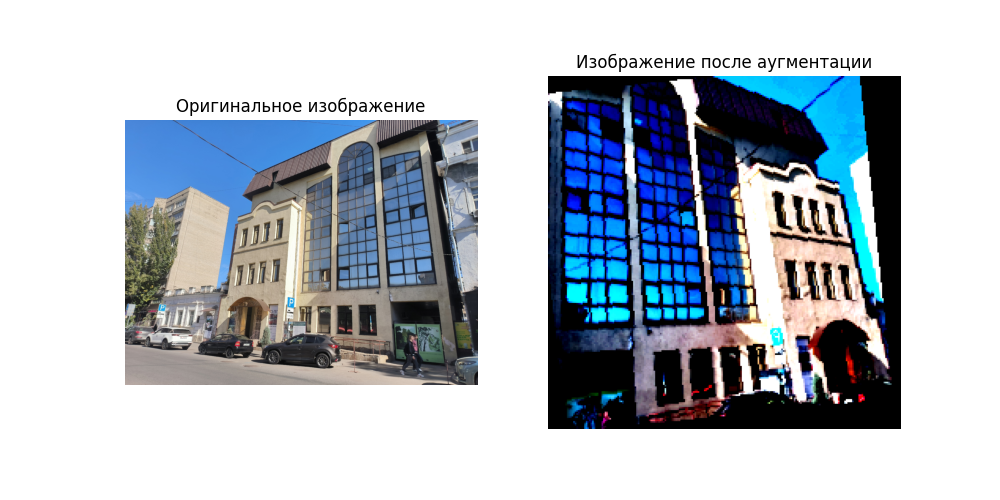 Оригинальное изображение
Изображение после аугментации
P